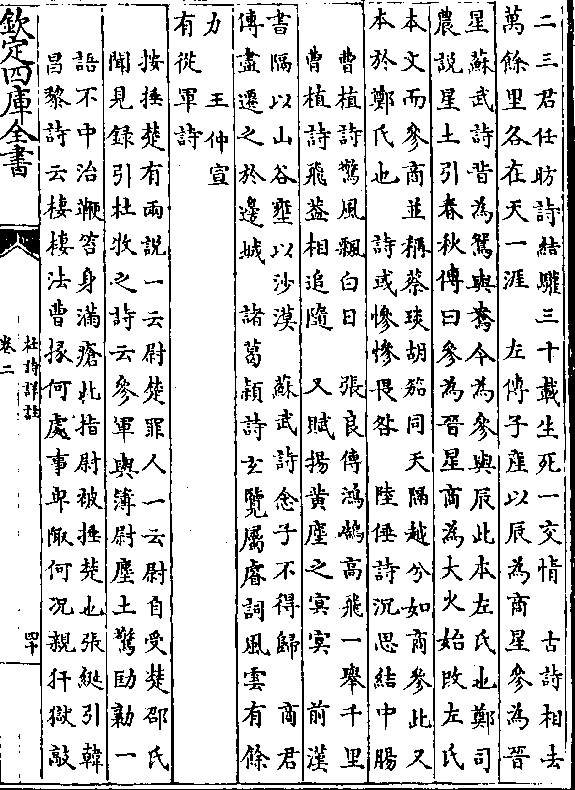 二三君任昉詩結驩三十載生死一交情　古詩相去
萬餘里各在天一涯　左傳子產以辰為商星參為晉
星蘇武詩昔為鴛與鴦今為參與辰此本左氏也鄭司
農說星土引春秋傳曰參為晉星商為大火始改左氏
本文而參商並稱蔡琰胡笳同天隔越兮如商參此又
本於鄭氏也　詩或慘慘畏咎　陸倕詩沉思結中腸
曹植詩驚風飄白日　張良傳鴻鵠高飛一舉千里
曹植詩飛蓋相追隨　又賦揚黃塵之冥冥　前漢
書隔以山谷壅以沙漠　蘇武詩念子不得歸　商君
傳盡遷之於邊城　諸葛穎詩玄覽屬睿詞風雲有餘
力　王仲宣
有從軍詩
按捶楚有兩說一云尉楚罪人一云尉自受楚邵氏
聞見錄引杜牧之詩云參軍與簿尉塵土驚劻勷一
語不中治鞭笞身滿瘡此指尉被捶楚也張綖引韓
昌黎詩云棲棲法曹掾何處事卑陬何況親犴獄敲
欽定四庫全書
杜詩詳註
卷二
四十